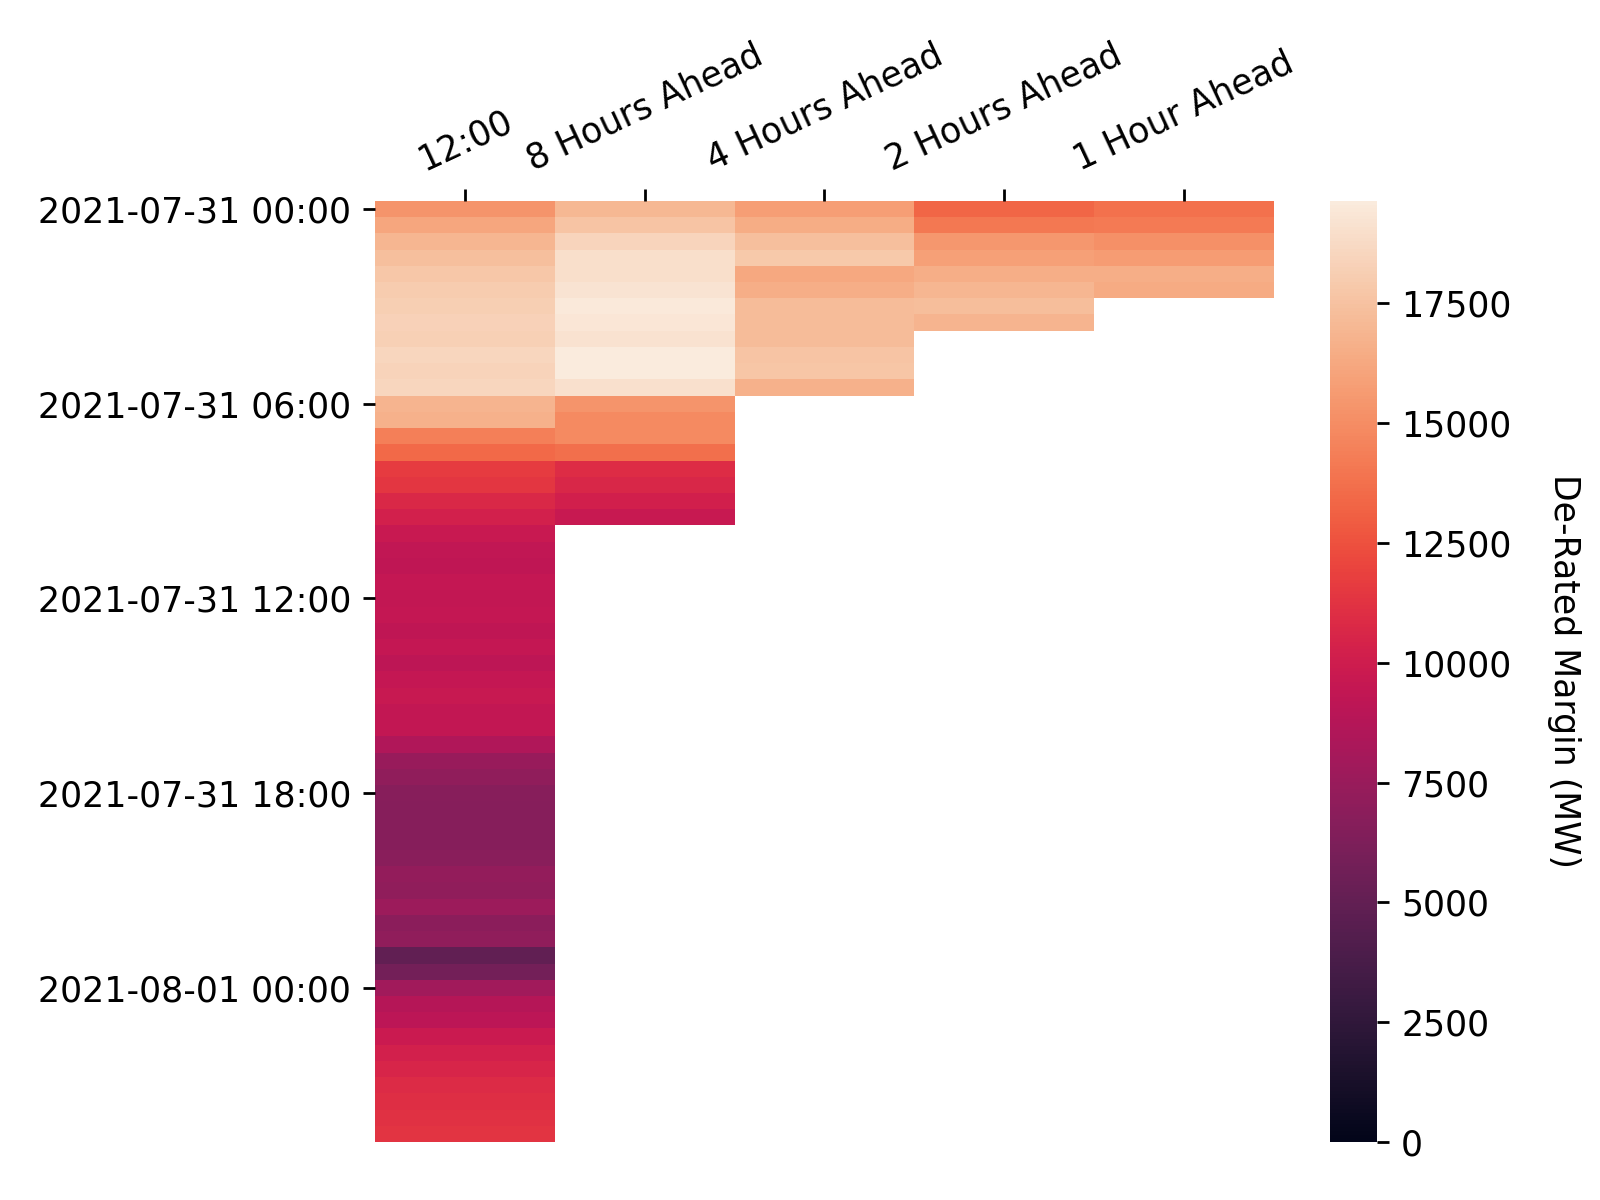 12:00
8 Hours Ahead
4 Hours Ahead
2 Hours Ahead
1 Hour Ahead
2021-07-31 00:00
2021-07-31 06:00
2021-07-31 12:00
2021-07-31 18:00
2021-08-01 00:00
17500
15000
12500
10000
7500
5000
2500
0
De-Rated Margin (MW)